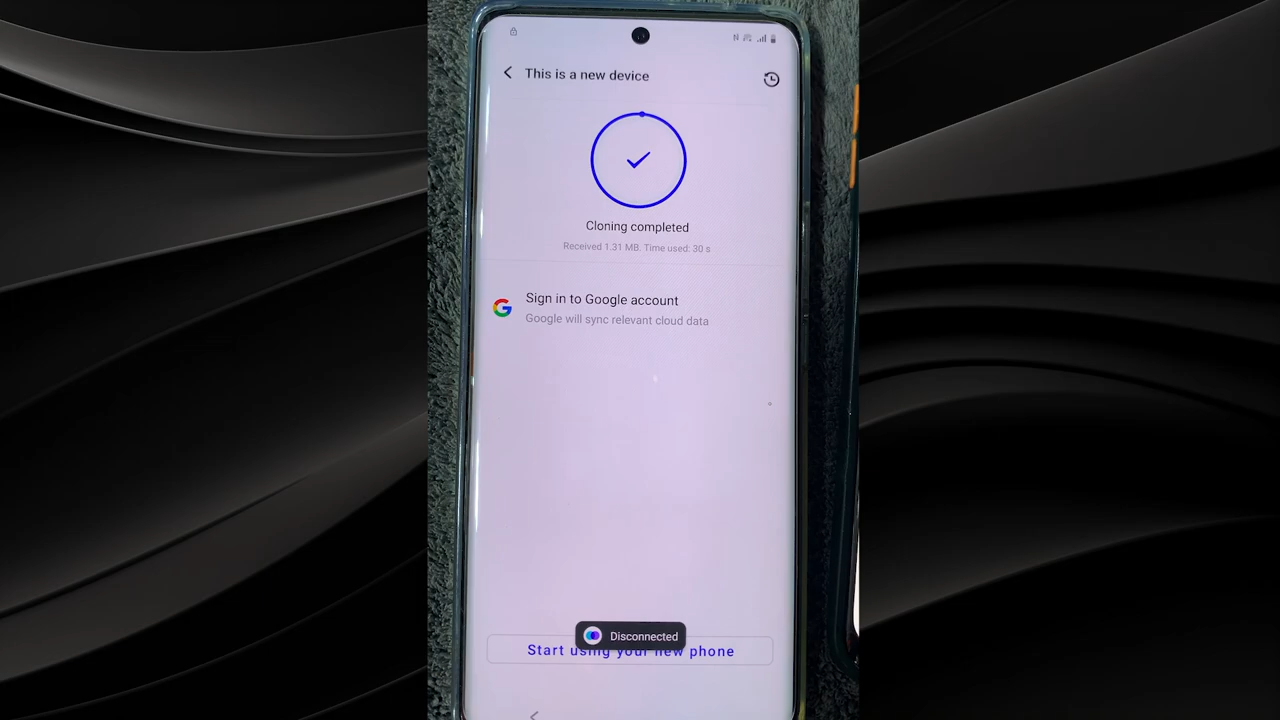 This is a new device
Cloning completed
Received 1.31 MB. Time used: 30 s
Sign in to Google account
Google will sync relevant cloud data
Disconnected
Start using your new phone